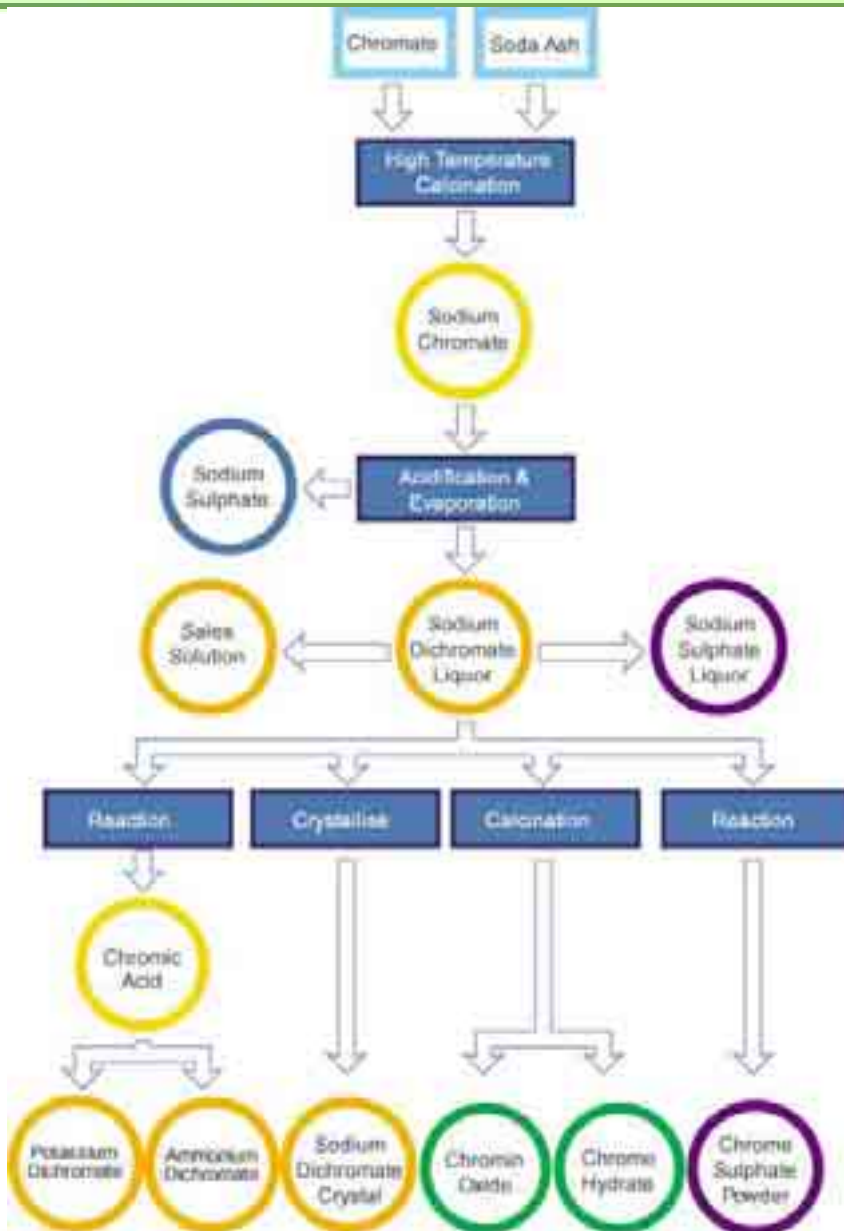 Chromate
Soda Ash
High Temperature
Calcination
Sodium
Chromate
Sodium
Sulphate
Acidification &
Evaporation
Sales
Solution
Sodium
Dichromate
Liquor
Sodium
Sulphate
Liquor
Reaction
Crystallise
Calcination
Reaction
Chromic
Acid
Potassium
Dichromate
Ammonium
Dichromate
Sodium
Dichromate
Crystal
Chromin
Oxide
Chrome
Hydrate
Chrome
Sulphate
Powder